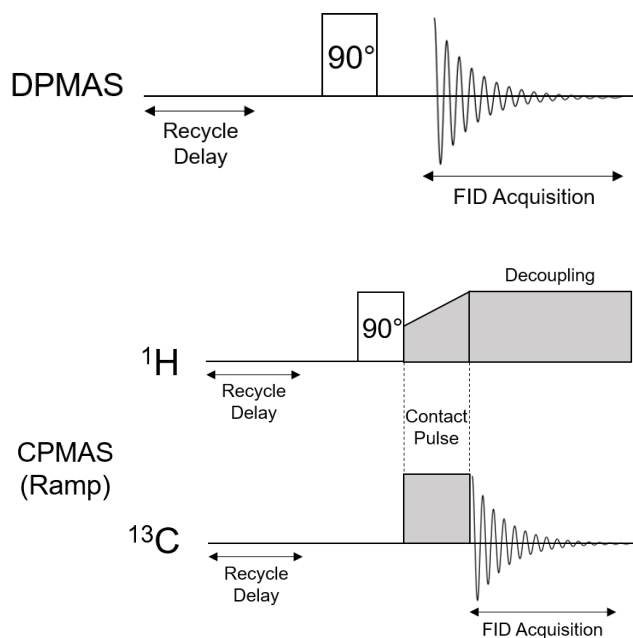 90°
DPMAS
Recycle
Delay
FID Acquisition
Decoupling
90°
¹H
Recycle
Delay
Contact
Pulse
CPMAS
(Ramp)
¹³C
Recycle
Delay
FID Acquisition